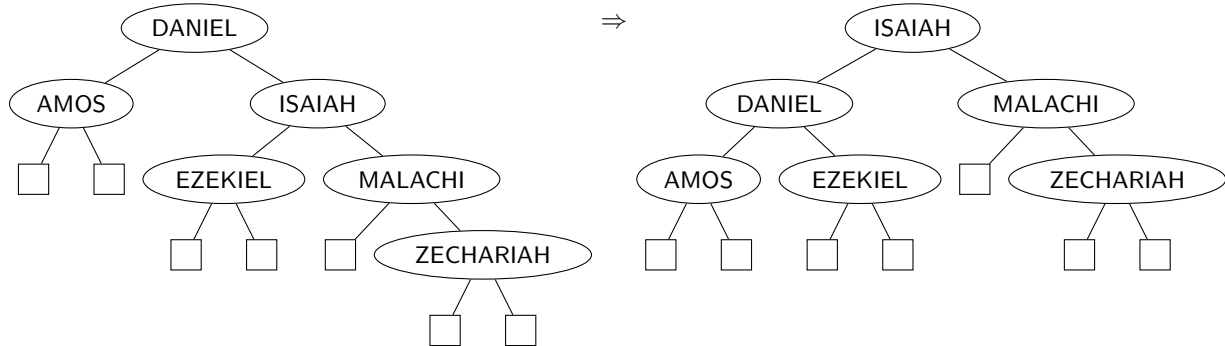 DANIEL ⇒ ISAIAH
AMOS ISAIAH DANIEL MALACHI
EZEKIEL MALACHI AMOS EZEKIEL ZECHARIAH
ZECHARIAH